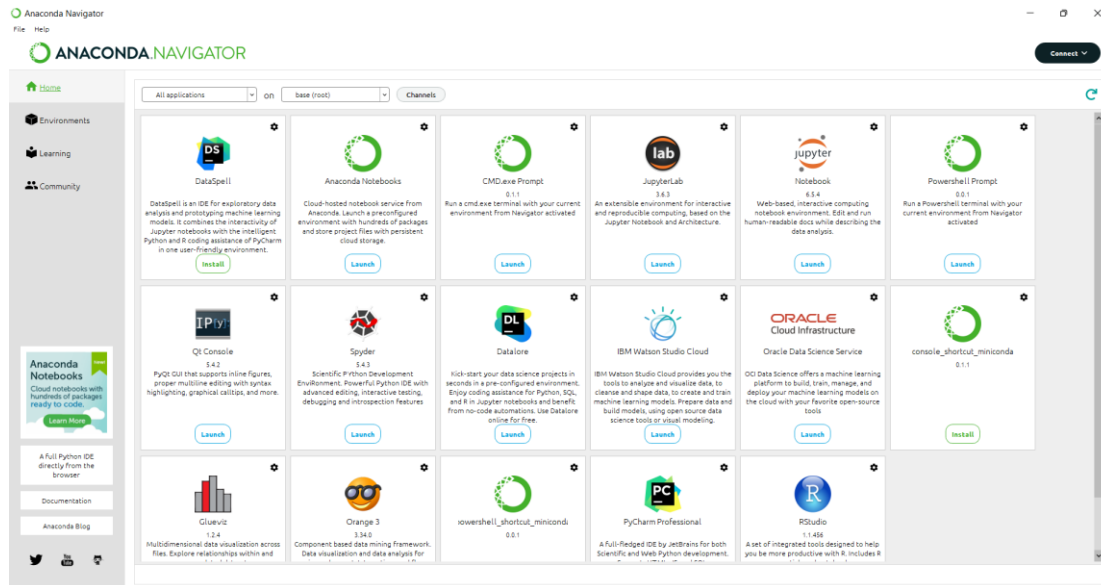 Anaconda Navigator
File Help
ANACONDA.NAVIGATOR
Connect
Home
Environments
Learning
Community
All applications on base (root) Channels
DS
DataSpell
DataSpell is an IDE for exploratory data
analysis and prototyping machine learning
models. It combines the interactivity of
Jupyter notebooks with the intelligent
Python and R coding assistance of PyCharm
in one user-friendly environment.
Install
Anaconda Notebooks
Cloud-hosted notebook service from
Anaconda. Launch a preconfigured
environment with hundreds of packages
and store project files with persistent
cloud storage.
Launch
CMD.exe Prompt
0.1.1
Run a cmd.exe terminal with your current
environment from Navigator activated
Launch
lab
JupyterLab
3.6.3
An extensible environment for interactive
and reproducible computing, based on the
Jupyter Notebook and Architecture.
Launch
jupyter
Notebook
6.5.4
Web-based, interactive computing
notebook environment. Edit and run
human-readable docs while describing the
data analysis.
Launch
Powershell Prompt
0.0.1
Run a Powershell terminal with your
current environment from Navigator
activated
Launch
IP[y]:
Qt Console
5.4.2
PyQt GUI that supports inline figures,
proper multiline editing with syntax
highlighting, graphical calltips, and more.
Launch
Spyder
5.4.3
Scientific PYthon Development
EnviRonment. Powerful Python IDE with
advanced editing, interactive testing,
debugging and introspection features
Launch
DL
Datalore
Kick-start your data science projects in
seconds in a pre-configured environment.
Enjoy coding assistance for Python, SQL,
and R in Jupyter notebooks and benefit
from no-code automations. Use Datalore
online for free.
Launch
IBM Watson Studio Cloud
IBM Watson Studio Cloud provides you the
tools to analyze and visualize data, to
cleanse and shape data, to create and train
machine learning models. Prepare data and
build models, using open source data
science tools or visual modeling.
Launch
ORACLE
Cloud Infrastructure
Oracle Data Science Service
OCI Data Science offers a machine learning
platform to build, train, manage, and
deploy your machine learning models on
the cloud with your favorite open-source
tools
Launch
console_shortcut_miniconda
0.1.1
Install
Glueviz
1.2.4
Multidimensional data visualization across
files. Explore relationships within and
Orange 3
3.34.0
Component based data mining framework.
Data visualization and data analysis for
owershell_shortcut_minicond
0.0.1
PC
PyCharm Professional
A full-fledged IDE by JetBrains for both
Scientific and Web Python development.
R
RStudio
1.1.456
A set of integrated tools designed to help
you be more productive with R. Includes R
Anaconda
Notebooks
Cloud notebooks with
hundreds of packages
ready to code.
Learn More
A full Python IDE
directly from the
browser
Documentation
Anaconda Blog